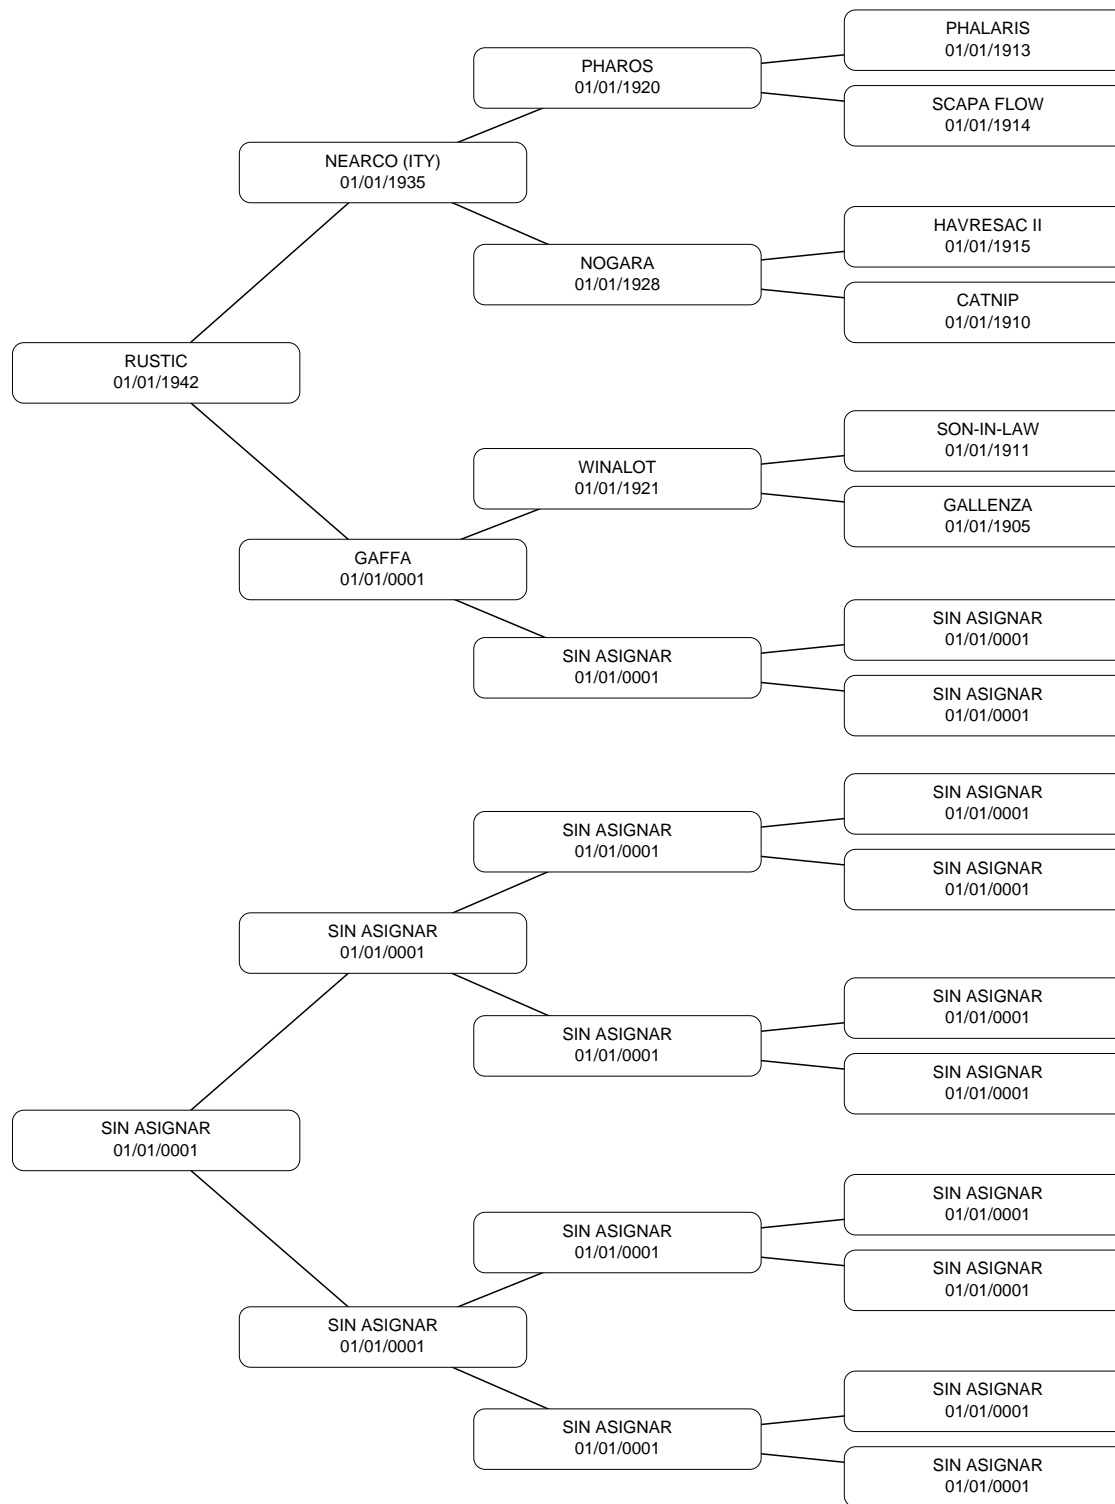 PHALARIS
01/01/1913
PHAROS
01/01/1920
SCAPA FLOW
01/01/1914
NEARCO (ITY)
01/01/1935
HAVRESAC II
01/01/1915
NOGARA
01/01/1928
CATNIP
01/01/1910
RUSTIC
01/01/1942
SON-IN-LAW
01/01/1911
WINALOT
01/01/1921
GALLENZA
01/01/1905
GAFFA
01/01/0001
SIN ASIGNAR
01/01/0001
SIN ASIGNAR
01/01/0001
SIN ASIGNAR
01/01/0001
SIN ASIGNAR
01/01/0001
SIN ASIGNAR
01/01/0001
SIN ASIGNAR
01/01/0001
SIN ASIGNAR
01/01/0001
SIN ASIGNAR
01/01/0001
SIN ASIGNAR
01/01/0001
SIN ASIGNAR
01/01/0001
SIN ASIGNAR
01/01/0001
SIN ASIGNAR
01/01/0001
SIN ASIGNAR
01/01/0001
SIN ASIGNAR
01/01/0001
SIN ASIGNAR
01/01/0001
SIN ASIGNAR
01/01/0001
SIN ASIGNAR
01/01/0001
SIN ASIGNAR
01/01/0001